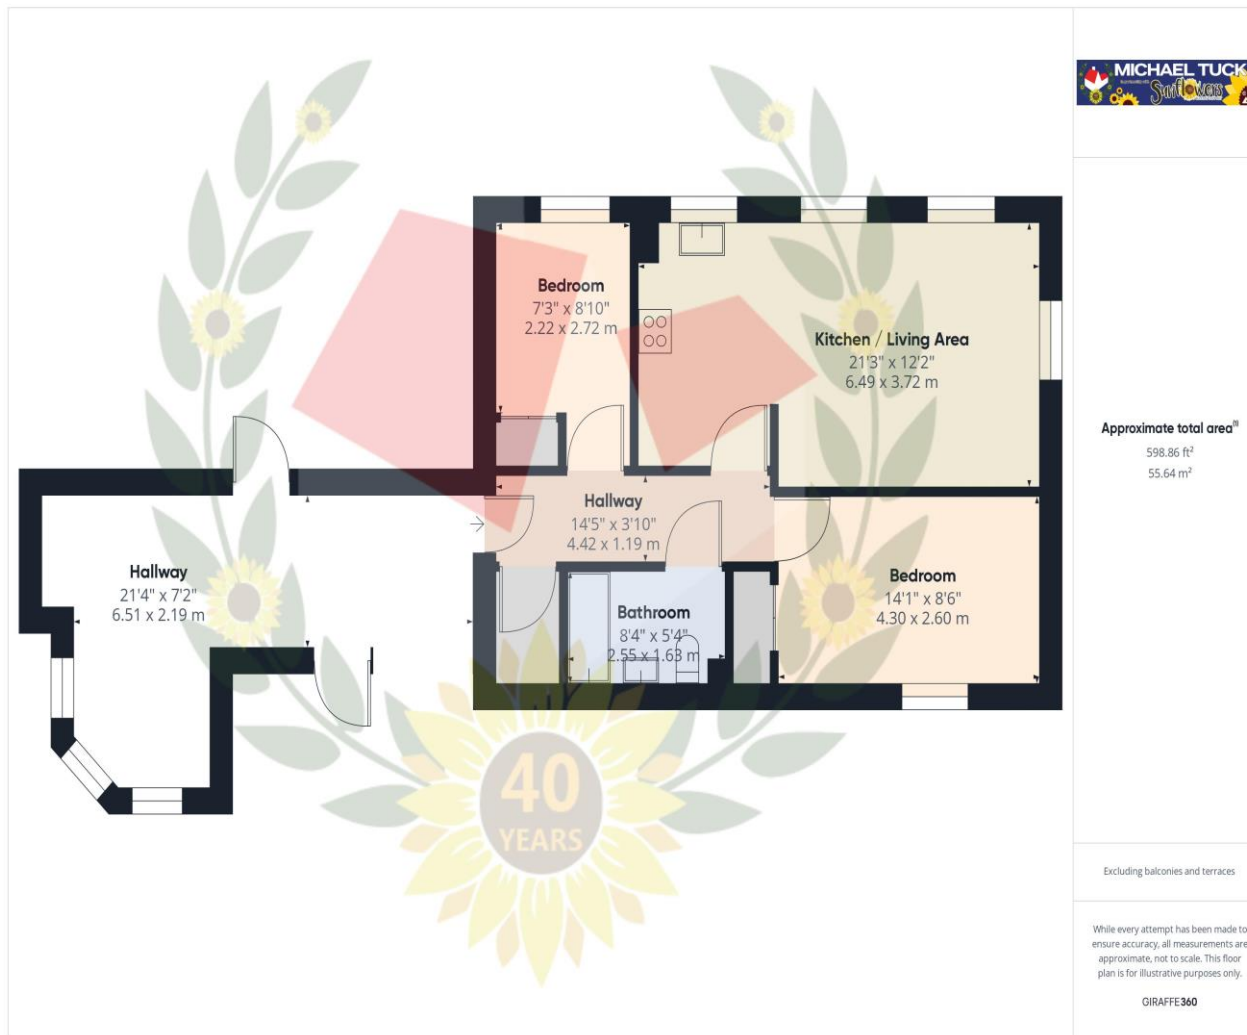 MICHAEL TUCK
Sunflowers
Bedroom
7'3" x 8'10"
2.22 x 2.72 m
Kitchen / Living Area
21'3" x 12'2"
6.49 x 3.72 m
Approximate total area⁽¹⁾
598.86 ft²
55.64 m²
Hallway
14'5" x 3'10"
4.42 x 1.19 m
Hallway
21'4" x 7'2"
6.51 x 2.19 m
Bathroom
8'4" x 5'4"
2.55 x 1.63 m
Bedroom
14'1" x 8'6"
4.30 x 2.60 m
40
YEARS
Excluding balconies and terraces
While every attempt has been made to
ensure accuracy, all measurements are
approximate, not to scale. This floor
plan is for illustrative purposes only.
GIRAFFE360